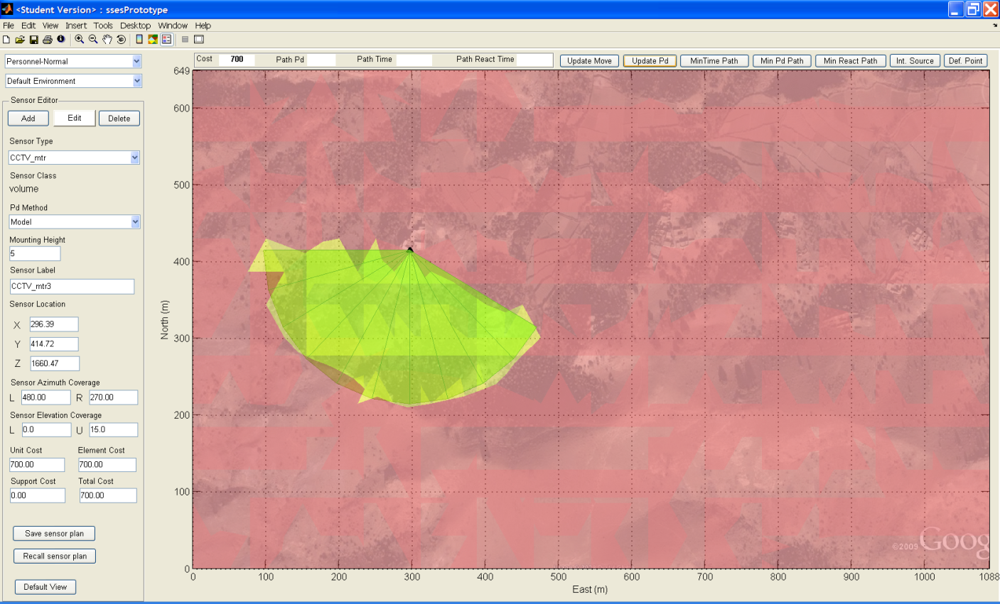 <Student Version> : ssesPrototype
File Edit View Insert Tools Desktop Window Help
Personnel-Normal
Default Environment
Sensor Editor
Add Edit Delete
Sensor Type
CCTV_mtr
Sensor Class
volume
Pd Method
Model
Mounting Height
5
Sensor Label
CCTV_mtr3
Sensor Location
X 296.39
Y 414.72
Z 1660.47
Sensor Azimuth Coverage
L 480.00 R 270.00
Sensor Elevation Coverage
L 0.0 U 15.0
Unit Cost Element Cost
700.00 700.00
Support Cost Total Cost
0.00 700.00
Save sensor plan
Recall sensor plan
Default View
Cost 700 Path Pd Path Time Path React Time Update Move Update Pd MinTime Path Min Pd Path Min React Path Int. Source Def. Point
649
600
500
400
300
200
100
0
North (m)
0 100 200 300 400 500 600 700 800 900 1000 1088
East (m)
©2009 Goog